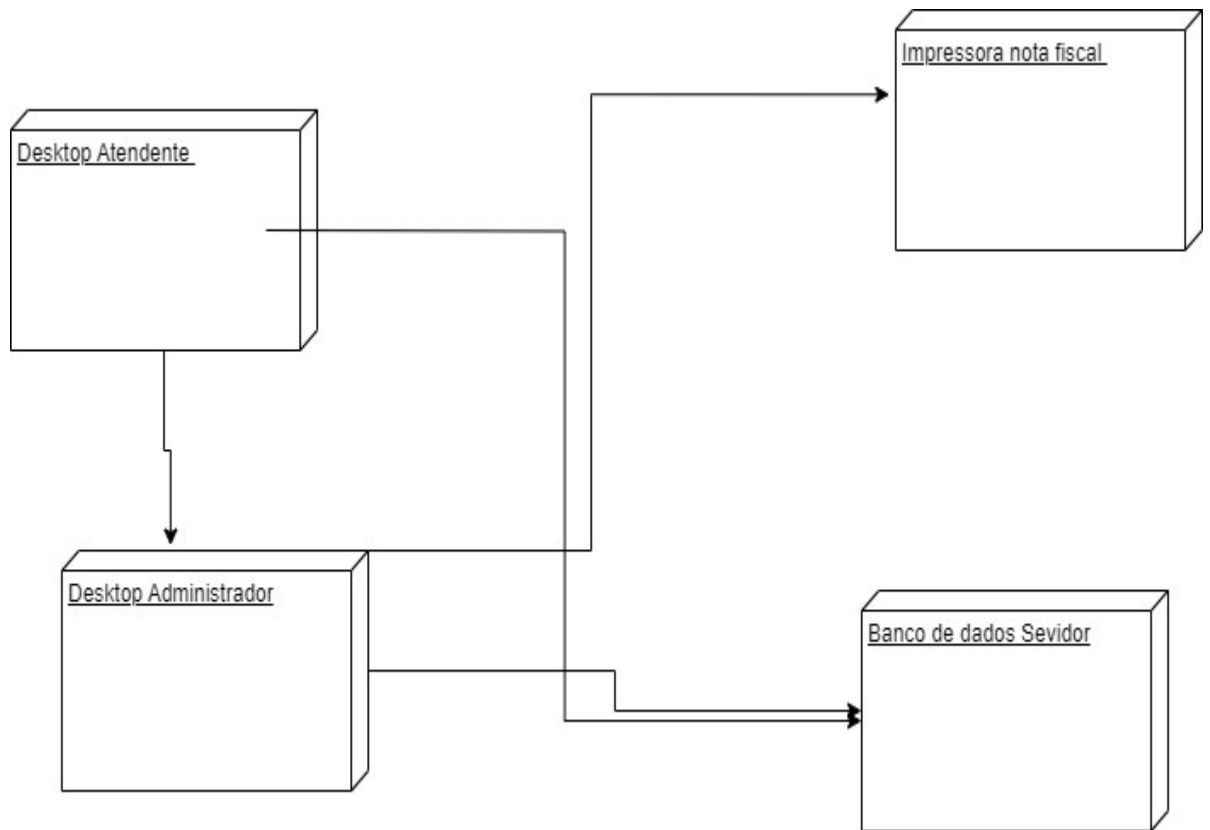 Impressora nota fiscal
Desktop Atendente
Desktop Administrador
Banco de dados Sevidor